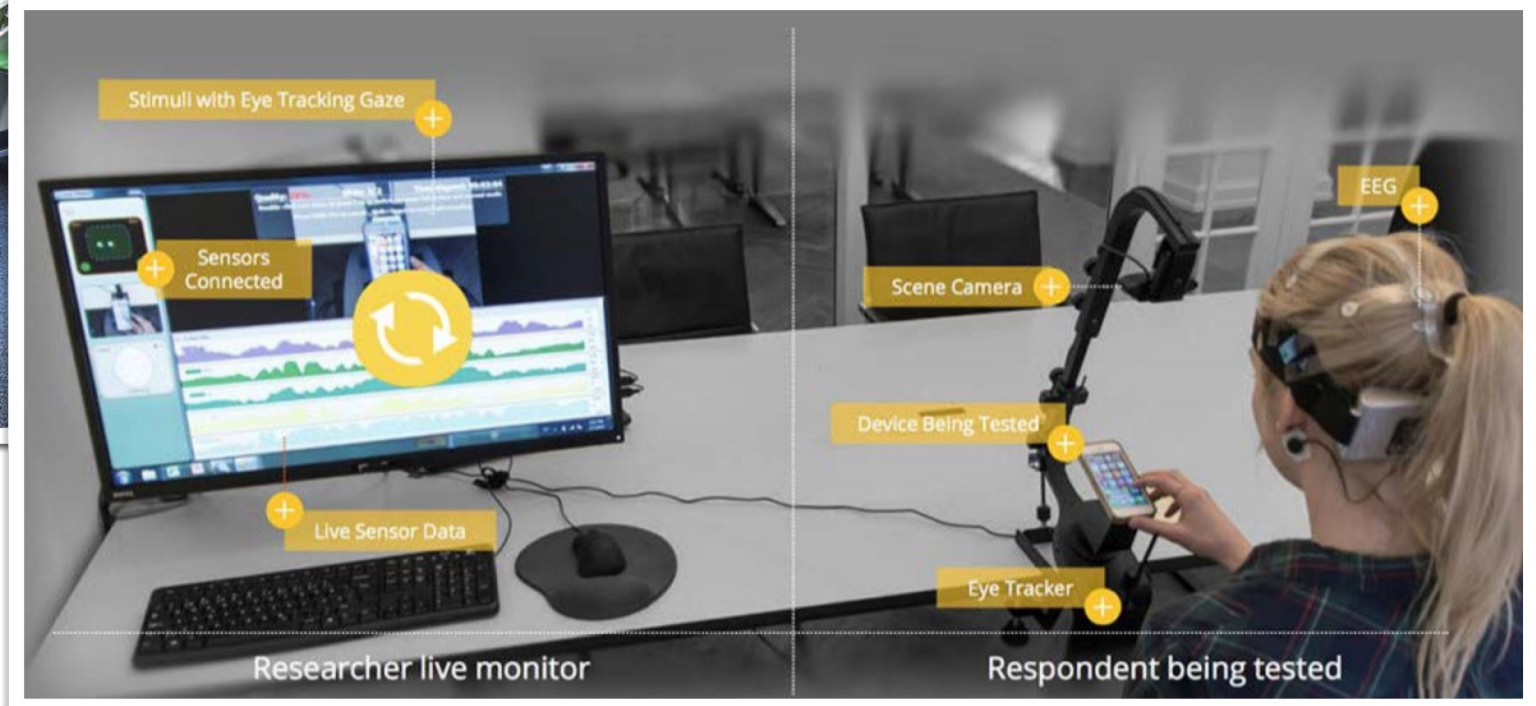 Stimuli with Eye Tracking Gaze
Sensors
Connected
Live Sensor Data
Researcher live monitor
EEG
Scene Camera
Device Being Tested
Eye Tracker
Respondent being tested